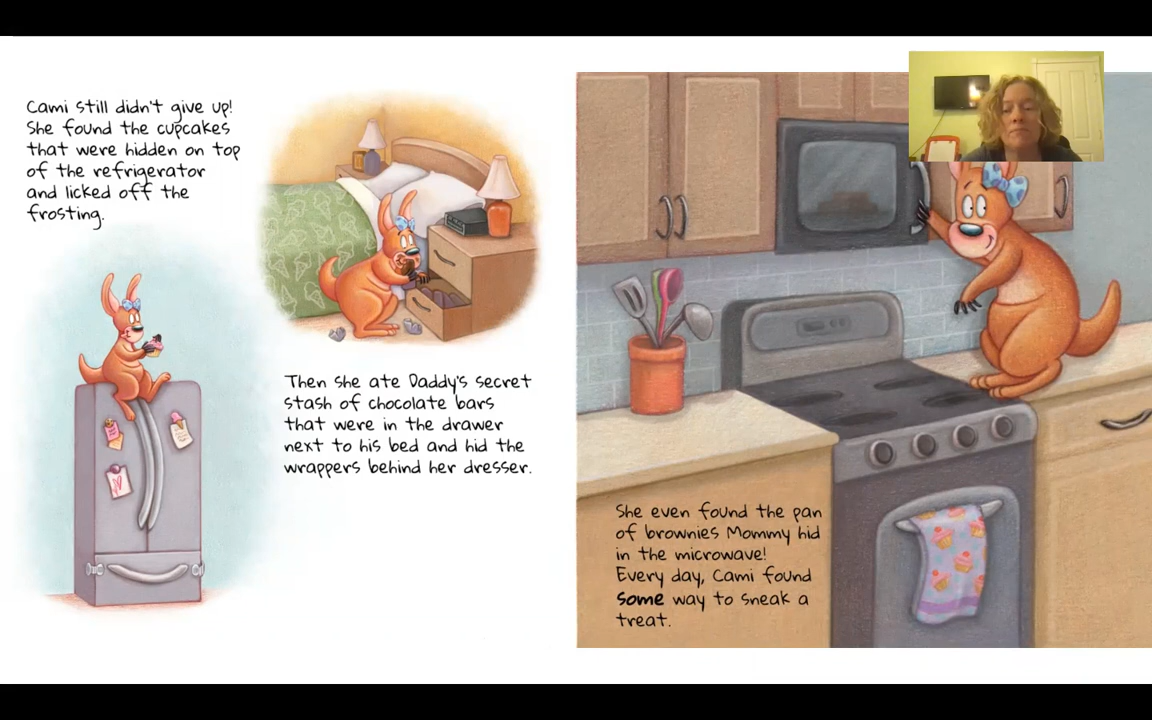 Cami still didn't give up!
She found the cupcakes
that were hidden on top
of the refrigerator
and licked off the
frosting.
Then she ate Daddy's secret
stash of chocolate bars
that were in the drawer
next to his bed and hid the
wrappers behind her dresser.
She even found the pan
of brownies Mommy hid
in the microwave!
Every day, Cami found
some way to sneak a
treat.